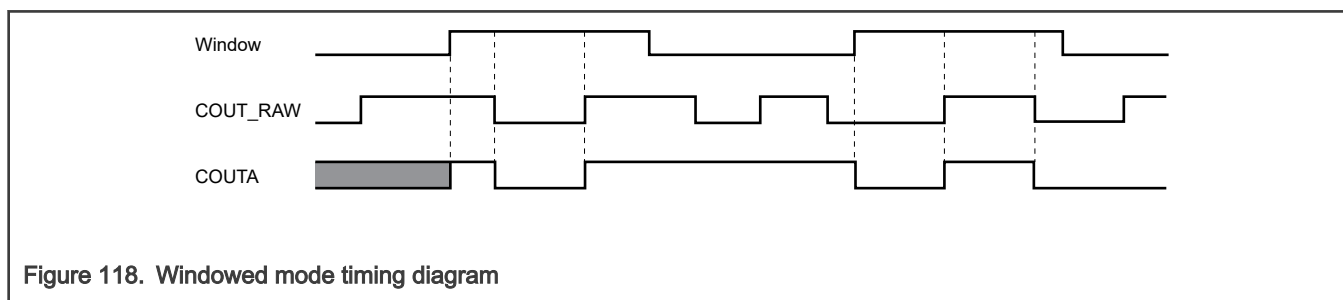 Window
COUT_RAW
COUTA
Figure 118. Windowed mode timing diagram